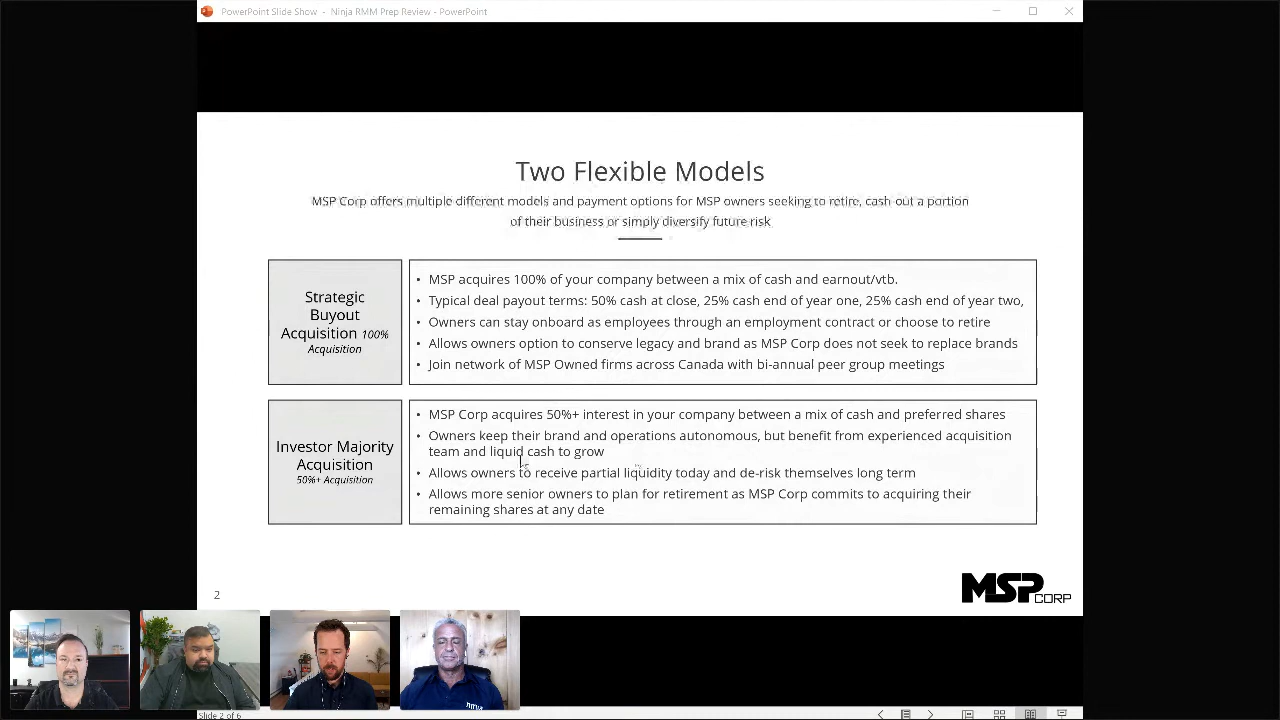 PowerPoint Slide Show - Ninja RMM Prep Review - PowerPoint
Two Flexible Models
MSP Corp offers multiple different models and payment options for MSP owners seeking to retire, cash out a portion
of their business or simply diversify future risk
Strategic
Buyout
Acquisition 100%
Acquisition
• MSP acquires 100% of your company between a mix of cash and earnout/vtb.
• Typical deal payout terms: 50% cash at close, 25% cash end of year one, 25% cash end of year two,
• Owners can stay onboard as employees through an employment contract or choose to retire
• Allows owners option to conserve legacy and brand as MSP Corp does not seek to replace brands
• Join network of MSP Owned firms across Canada with bi-annual peer group meetings
Investor Majority
Acquisition
50%+ Acquisition
• MSP Corp acquires 50%+ interest in your company between a mix of cash and preferred shares
• Owners keep their brand and operations autonomous, but benefit from experienced acquisition
team and liquid cash to grow
• Allows owners to receive partial liquidity today and de-risk themselves long term
• Allows more senior owners to plan for retirement as MSP Corp commits to acquiring their
remaining shares at any date
2
MSP CORP
ninja
Slide 2 of 6